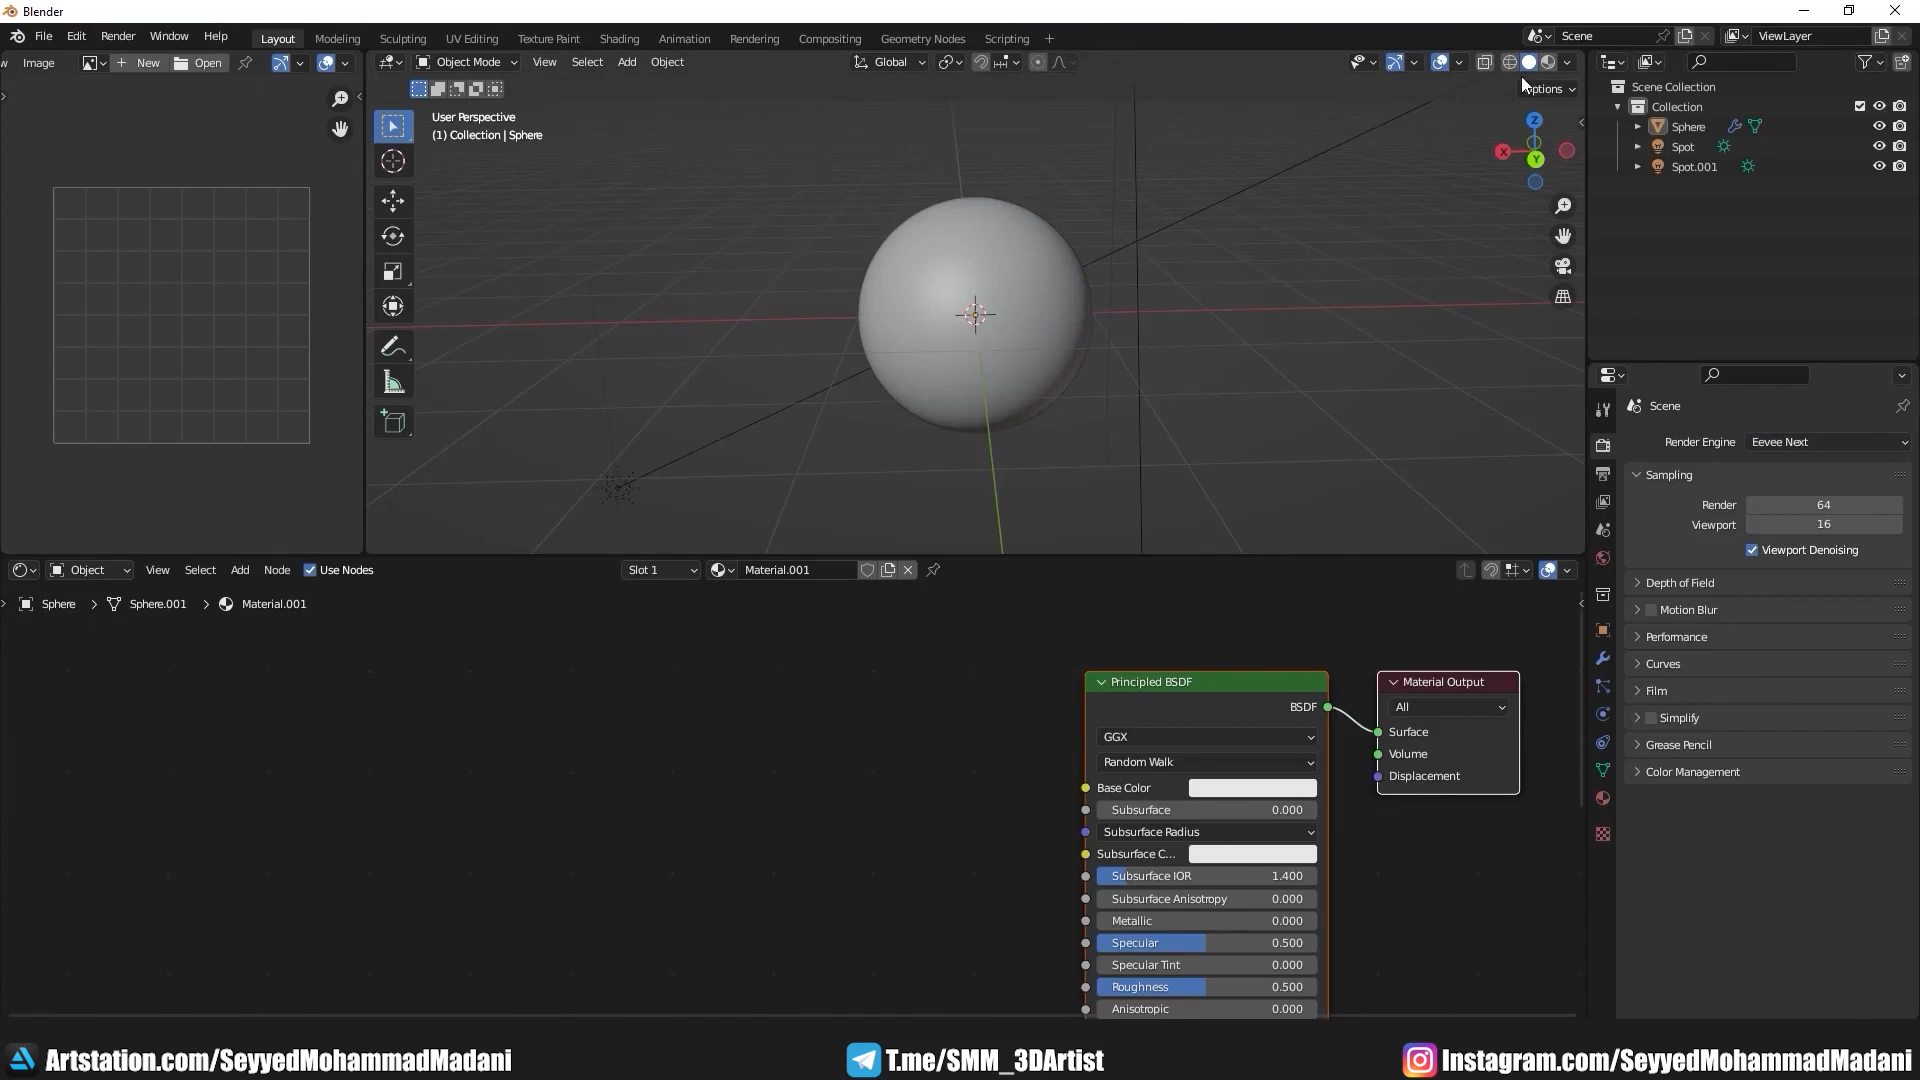 Blender
File Edit Render Window Help Layout Modeling Sculpting UV Editing Texture Paint Shading Animation Rendering Compositing Geometry Nodes Scripting
Scene ViewLayer
Image New Open
Object Mode View Select Add Object Global
ptions
User Perspective
(1) Collection | Sphere
Z
X
Y
Scene Collection
Collection
Sphere
Spot
Spot.001
Scene
Render Engine Eevee Next
Sampling
Render 64
Viewport 16
Viewport Denoising
Depth of Field
Motion Blur
Performance
Curves
Film
Simplify
Grease Pencil
Color Management
Object View Select Add Node Use Nodes Slot 1 Material.001
Sphere Sphere.001 Material.001
Principled BSDF
BSDF
GGX
Random Walk
Base Color
Subsurface 0.000
Subsurface Radius
Subsurface C...
Subsurface IOR 1.400
Subsurface Anisotropy 0.000
Metallic 0.000
Specular 0.500
Specular Tint 0.000
Roughness 0.500
Anisotropic 0.000
Material Output
All
Surface
Volume
Displacement
Artstation.com/SeyyedMohammadMadani T.me/SMM_3DArtist Instagram.com/SeyyedMohammadMadani